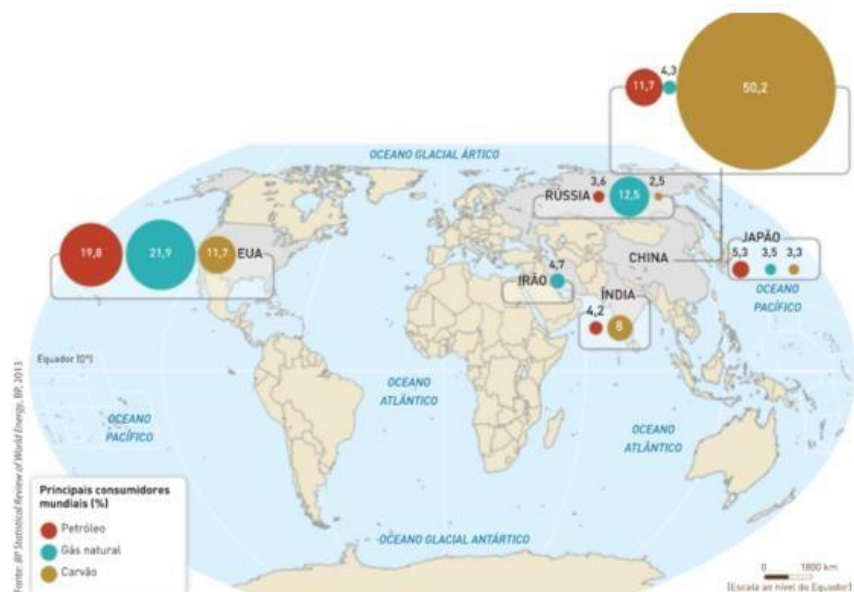 4,3
11,7
50,2
OCEANO GLACIAL ÁRTICO
3,6
2,5
RÚSSIA
12,5
19,8
21,9
11,7
EUA
CHINA
JAPÃO
5,3
3,5
3,3
4,7
IRÃO
ÍNDIA
4,2
8
OCEANO
PACÍFICO
Equador (0°)
OCEANO
ATLÂNTICO
OCEANO
PACÍFICO
OCEANO
ATLÂNTICO
Fonte: BP Statistical Review of World Energy, BP, 2013
Principais consumidores
mundiais (%)
Petróleo
Gás natural
Carvão
OCEANO GLACIAL ANTÁRTICO
0
1800 km
[Escala ao nível do Equador]